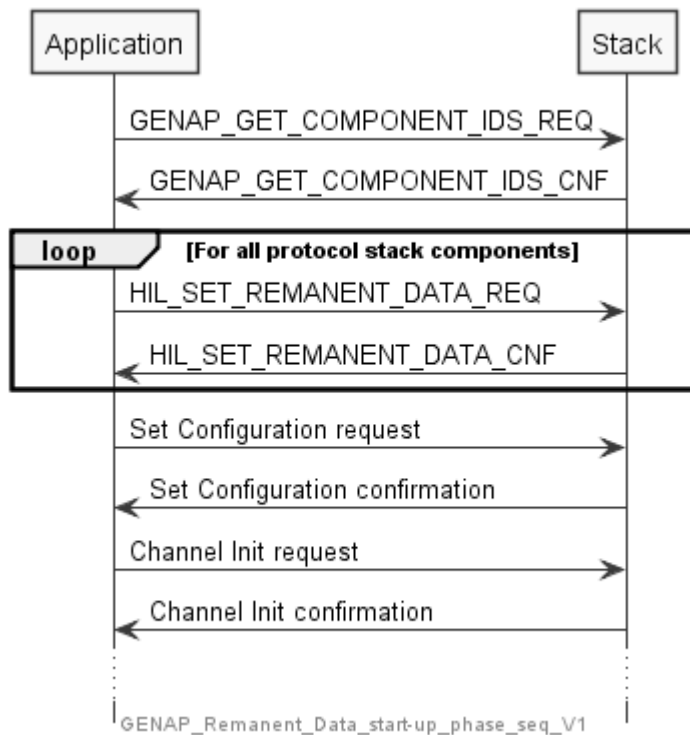 Application
Stack
GENAP_GET_COMPONENT_IDS_REQ
GENAP_GET_COMPONENT_IDS_CNF
loop
[For all protocol stack components]
HIL_SET_REMANENT_DATA_REQ
HIL_SET_REMANENT_DATA_CNF
Set Configuration request
Set Configuration confirmation
Channel Init request
Channel Init confirmation
GENAP_Remanent_Data_start-up_phase_seq_V1